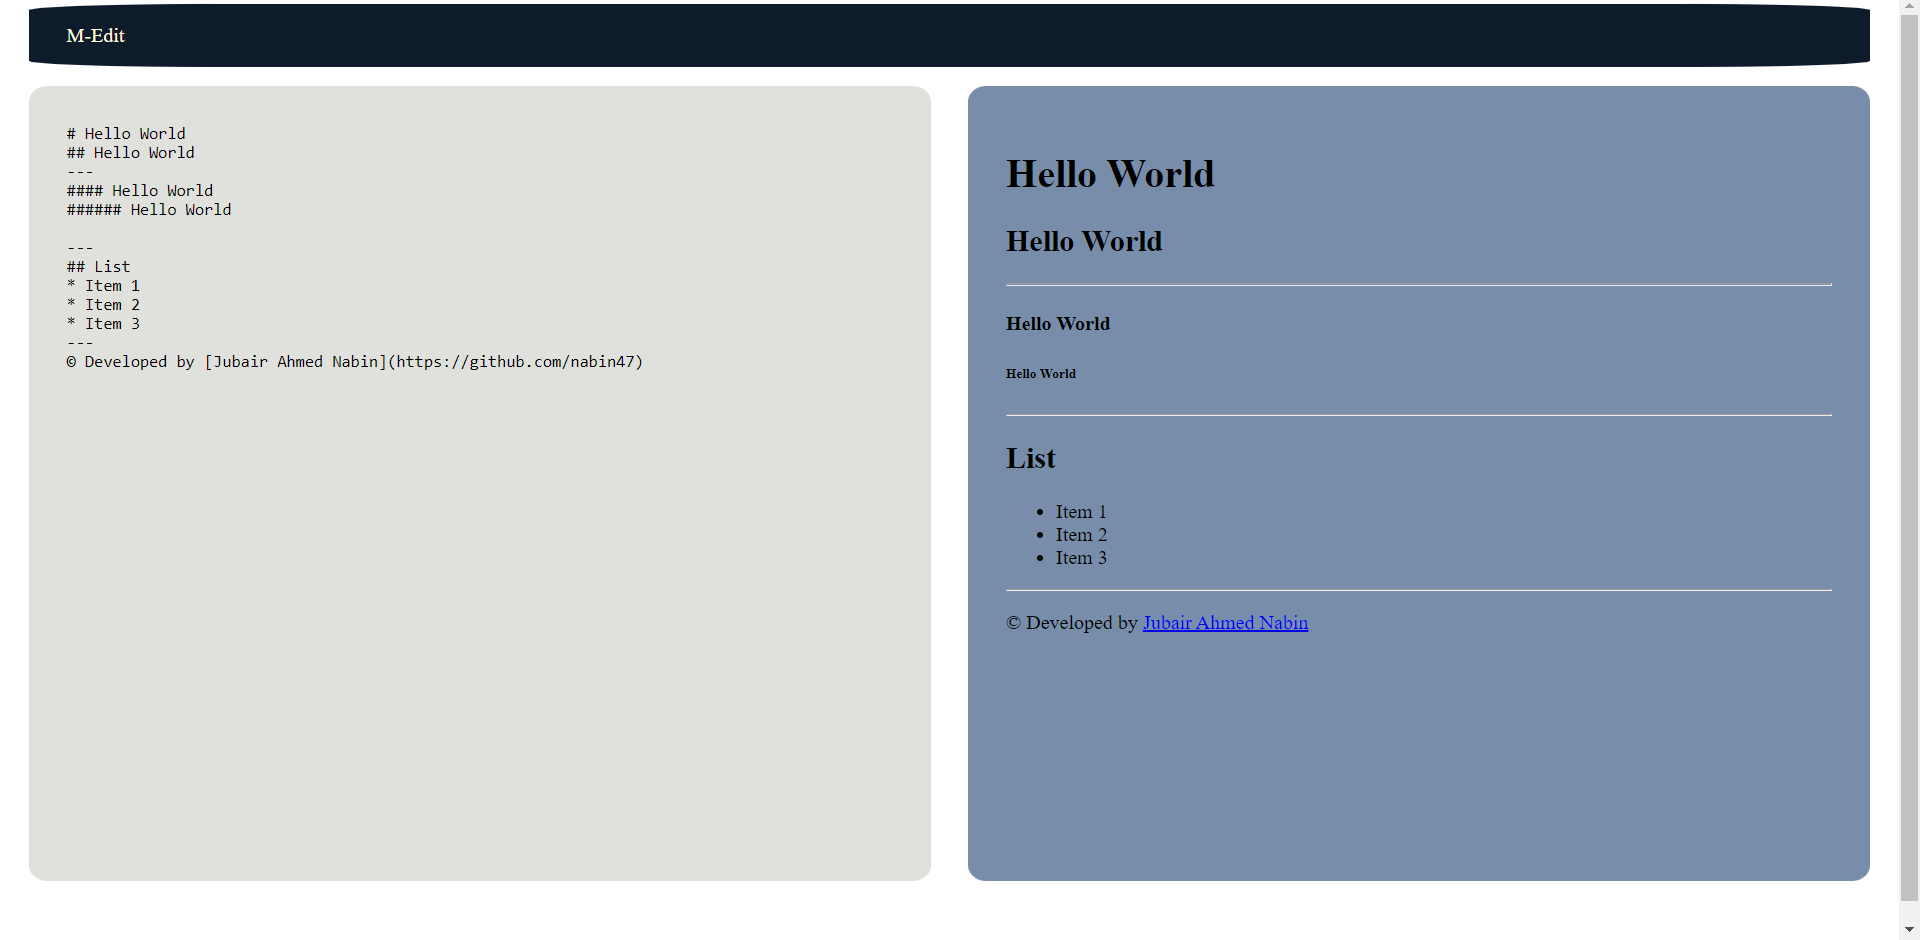 M-Edit
# Hello World
## Hello World
---
#### Hello World
###### Hello World
---
## List
* Item 1
* Item 2
* Item 3
---
© Developed by [Jubair Ahmed Nabin](https://github.com/nabin47)
Hello World
Hello World
Hello World
Hello World
List
• Item 1
• Item 2
• Item 3
© Developed by Jubair Ahmed Nabin